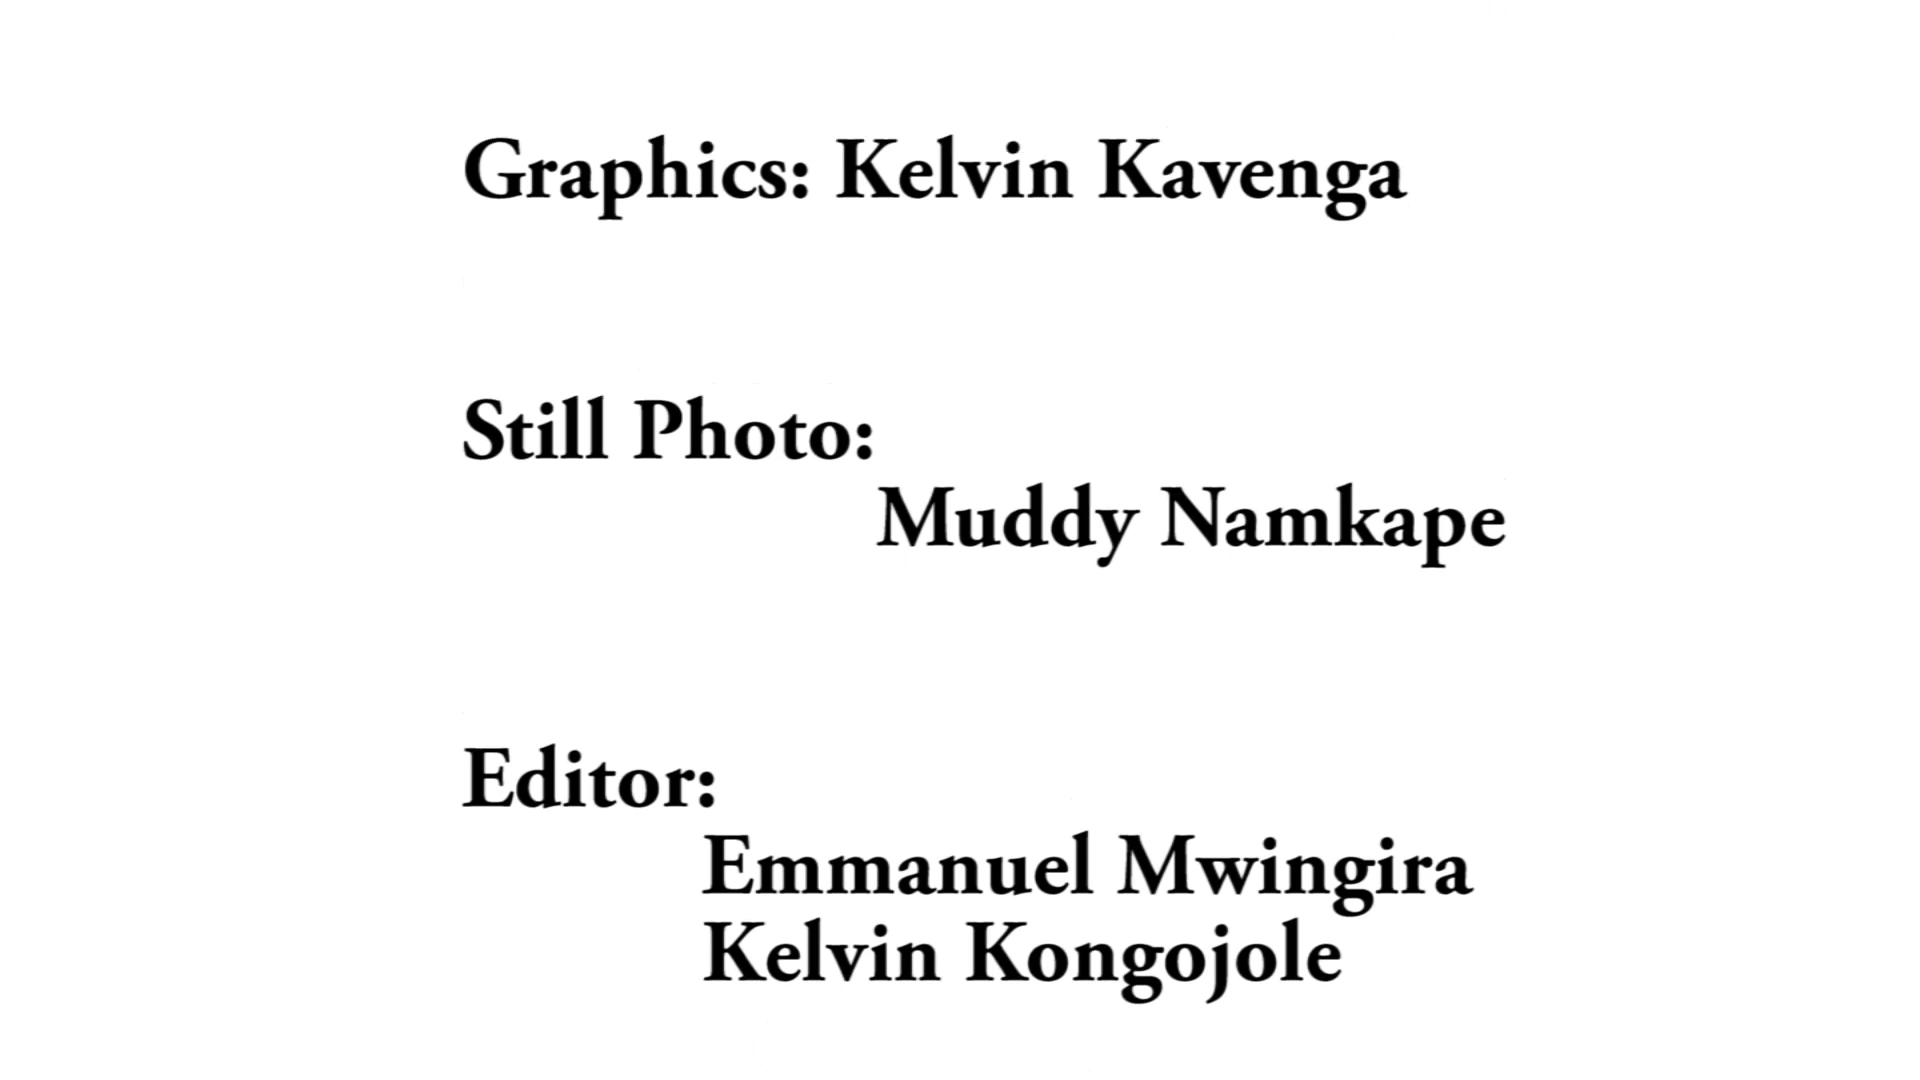 Graphics: Kelvin Kavenga
Still Photo:
Muddy Namkape
Editor:
Emmanuel Mwingira
Kelvin Kongojole